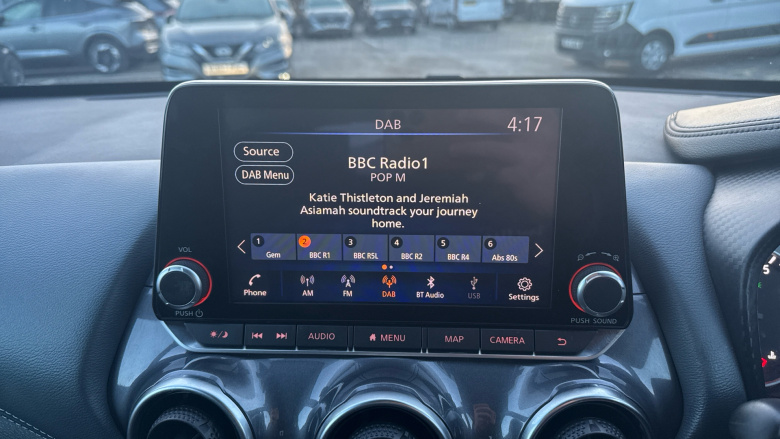 DAB
4:17
Source
DAB Menu
BBC Radio1
POP M
Katie Thistleton and Jeremiah
Asiamah soundtrack your journey
home.
1 Gem
2 BBC R1
3 BBC R5L
4 BBC R2
5 BBC R4
6 Abs 80s
Phone
AM
FM
DAB
BT Audio
USB
Settings
VOL
PUSH
PUSH SOUND
AUDIO
MENU
MAP
CAMERA
5